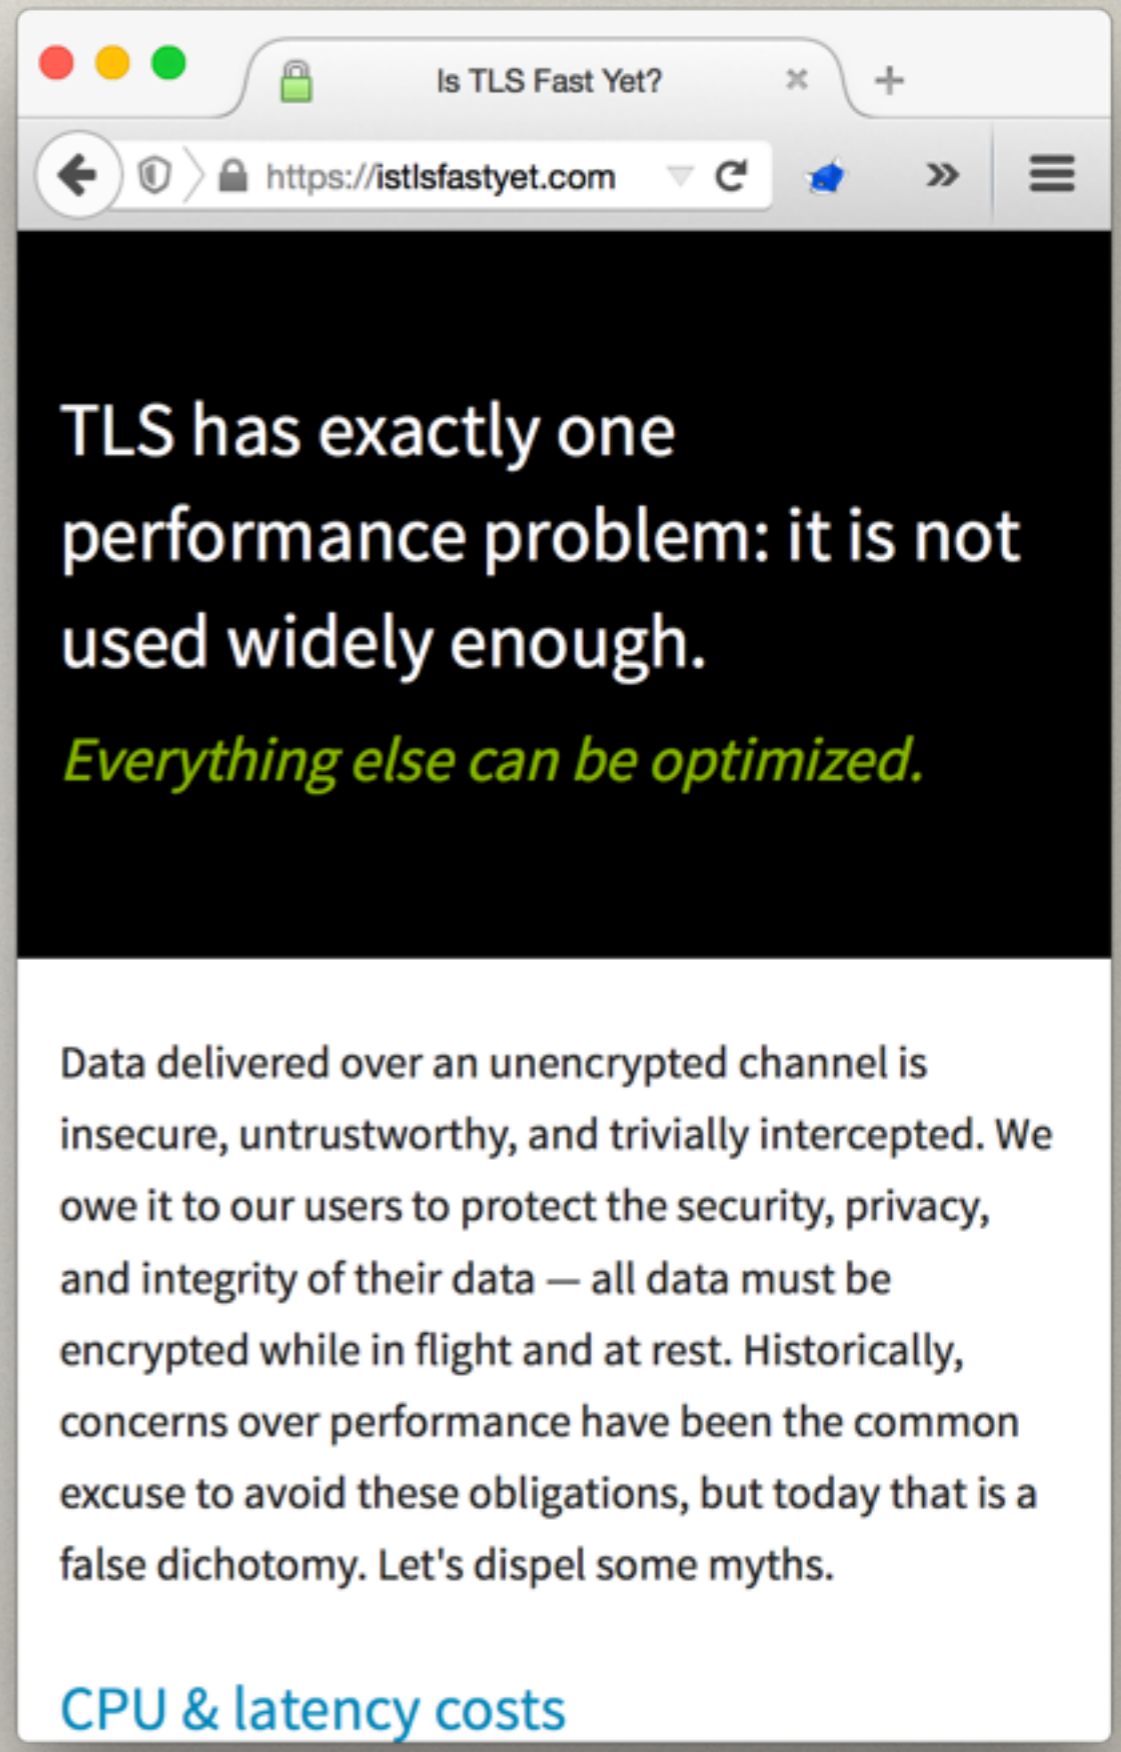 Is TLS Fast Yet?
https://istlsfastyet.com
TLS has exactly one
performance problem: it is not
used widely enough.
Everything else can be optimized.
Data delivered over an unencrypted channel is
insecure, untrustworthy, and trivially intercepted. We
owe it to our users to protect the security, privacy,
and integrity of their data — all data must be
encrypted while in flight and at rest. Historically,
concerns over performance have been the common
excuse to avoid these obligations, but today that is a
false dichotomy. Let's dispel some myths.
CPU & latency costs